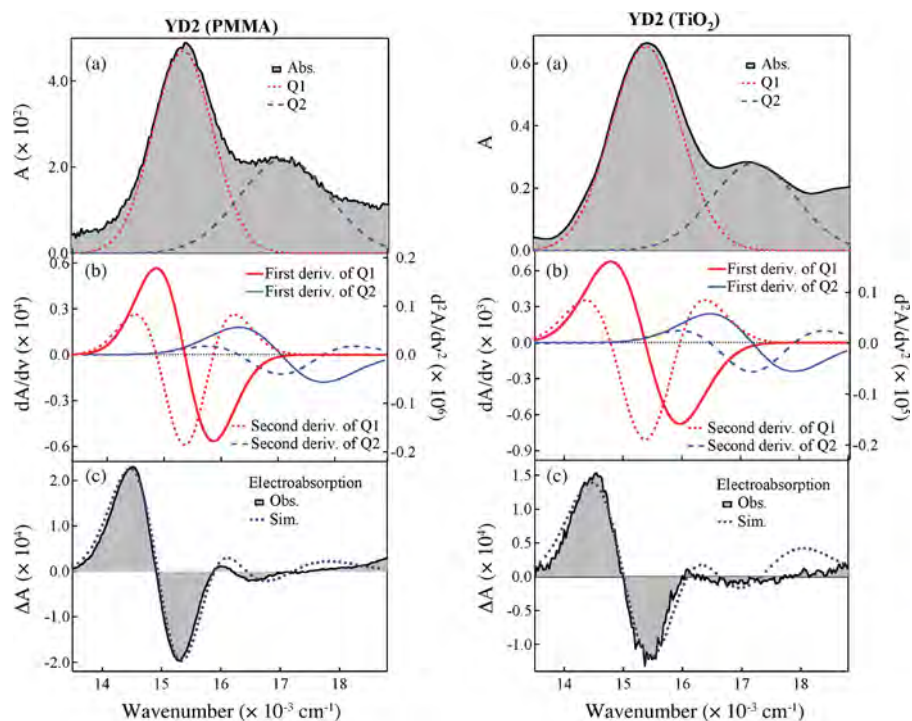 YD2 (PMMA)
(a)
Abs.
Q1
Q2
A (× 10²)
4.0
2.0
0.0
(b)
First deriv. of Q1
First deriv. of Q2
Second deriv. of Q1
Second deriv. of Q2
dA/dν (× 10⁴)
0.6
0.3
0.0
-0.3
-0.6
d²A/dν² (× 10⁶)
0.2
0.1
0.0
-0.1
-0.2
(c)
Electroabsorption
Obs.
Sim.
ΔA (× 10⁴)
2.0
0.0
-2.0
14 15 16 17 18
Wavenumber (× 10⁻³ cm⁻¹)
YD2 (TiO₂)
(a)
Abs.
Q1
Q2
A
0.6
0.4
0.2
0.0
(b)
First deriv. of Q1
First deriv. of Q2
Second deriv. of Q1
Second deriv. of Q2
dA/dν (× 10³)
0.6
0.3
0.0
-0.3
-0.6
-0.9
d²A/dν² (× 10⁵)
0.1
0.0
-0.1
-0.2
(c)
Electroabsorption
Obs.
Sim.
ΔA (× 10⁴)
1.5
1.0
0.5
0.0
-0.5
-1.0
14 15 16 17 18
Wavenumber (× 10⁻³ cm⁻¹)